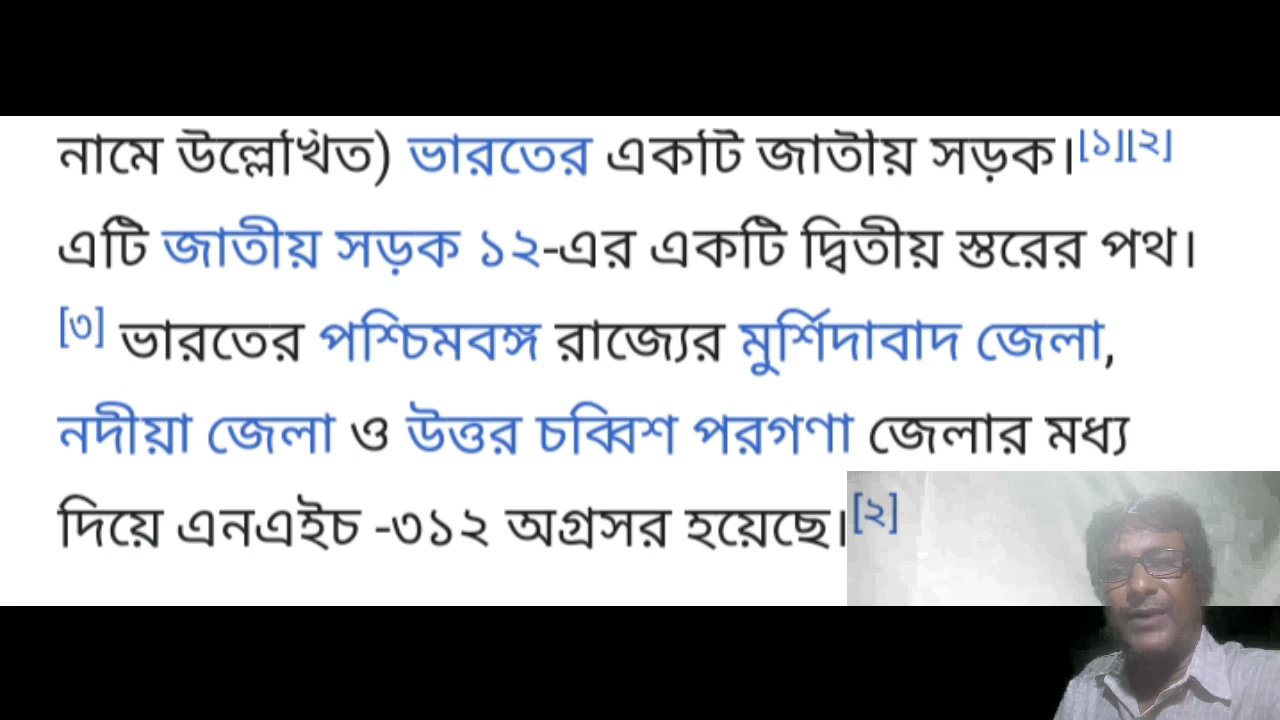 নামে উল্লেখিত) ভারতের একটি জাতীয় সড়ক।[১][২]
এটি জাতীয় সড়ক ১২-এর একটি দ্বিতীয় স্তরের পথ।
[৩] ভারতের পশ্চিমবঙ্গ রাজ্যের মুর্শিদাবাদ জেলা,
নদীয়া জেলা ও উত্তর চব্বিশ পরগণা জেলার মধ্য
দিয়ে এনএইচ -৩১২ অগ্রসর হয়েছে।[২]